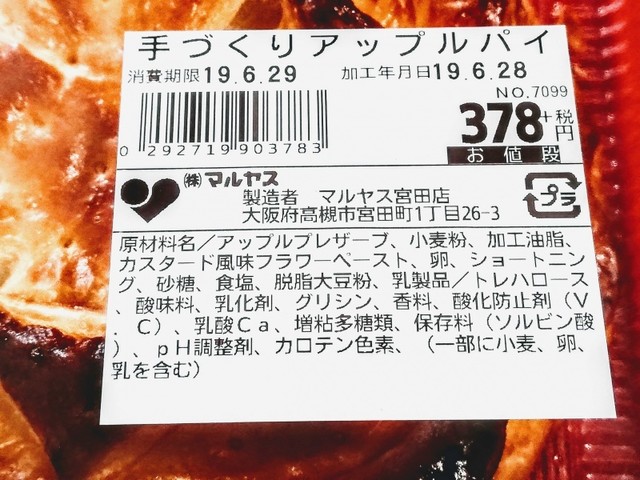 手づくりアップルパイ
消費期限19.6.29 加工年月日19.6.28
NO.7099
378+税円
0 292719 903783
お値段
㈱マルヤス
製造者 マルヤス宮田店
大阪府高槻市宮田町1丁目26-3
プラ
原材料名/アップルプレザーブ、小麦粉、加工油脂、
カスタード風味フラワーペースト、卵、ショートニン
グ、砂糖、食塩、脱脂大豆粉、乳製品/トレハロース
、酸味料、乳化剤、グリシン、香料、酸化防止剤(V
.C)、乳酸Ca、増粘多糖類、保存料(ソルビン酸
)、pH調整剤、カロテン色素、(一部に小麦、卵、
乳を含む)